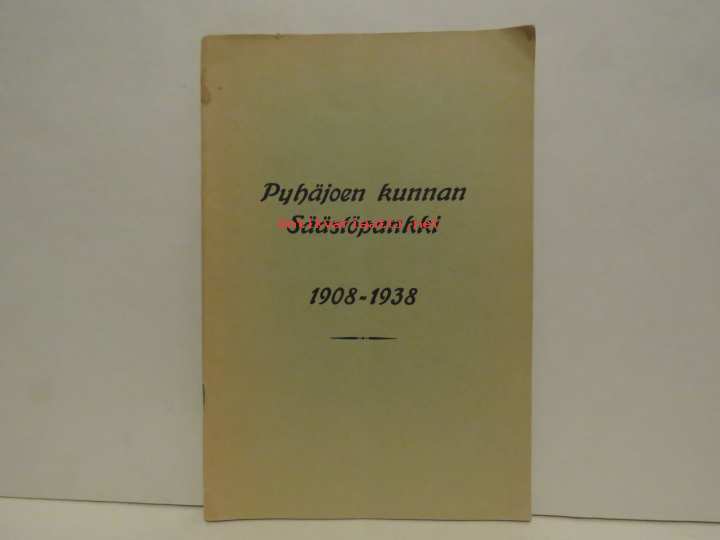 Pyhäjoen kunnan
Säästöpankki
1908-1938